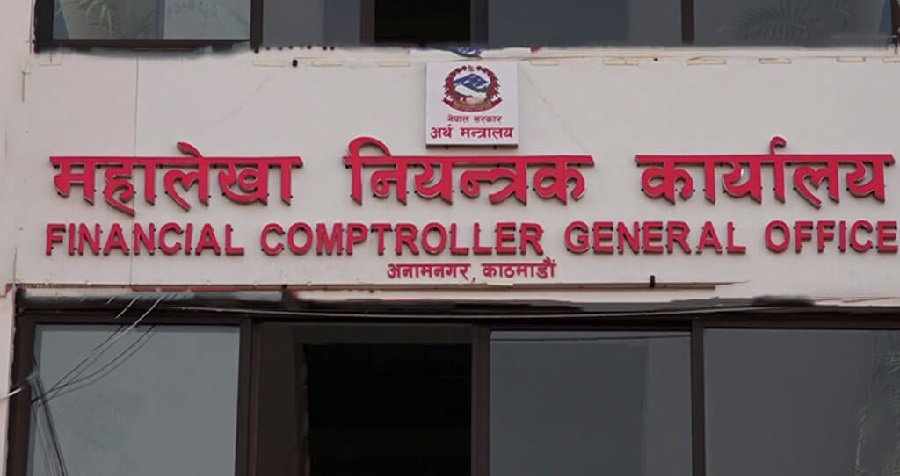 नेपाल सरकार
अर्थ मन्त्रालय
महालेखा नियन्त्रक कार्यालय
FINANCIAL COMPTROLLER GENERAL OFFICE
अनामनगर, काठमाडौं